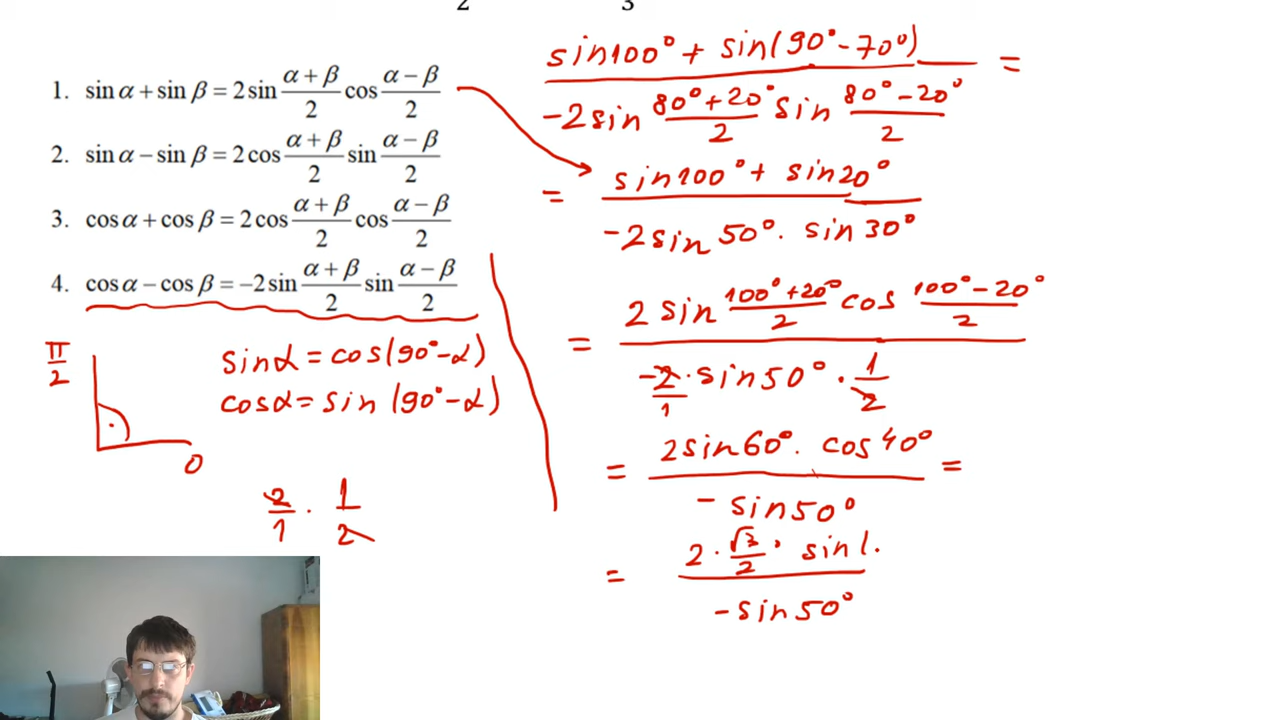 2 3
1. sin α + sin β = 2 sin (α + β)/2 cos (α − β)/2
2. sin α − sin β = 2 cos (α + β)/2 sin (α − β)/2
3. cos α + cos β = 2 cos (α + β)/2 cos (α − β)/2
4. cos α − cos β = −2 sin (α + β)/2 sin (α − β)/2
π/2
0
sinα = cos(90° - α)
cosα = sin (90° - α)
2/1 · 1/2
sin100° + sin(90° - 70°)
=
-2sin (80° + 20°)/2 sin (80° - 20°)/2
= (sin100° + sin20°)
-2sin 50° · sin 30°
= 2 sin (100° + 20°)/2 cos (100° - 20°)/2
-2/1 · sin50° · 1/2
= 2sin60° · cos40° =
- sin50°
= 2 · √3/2 · sin(.
-sin50°